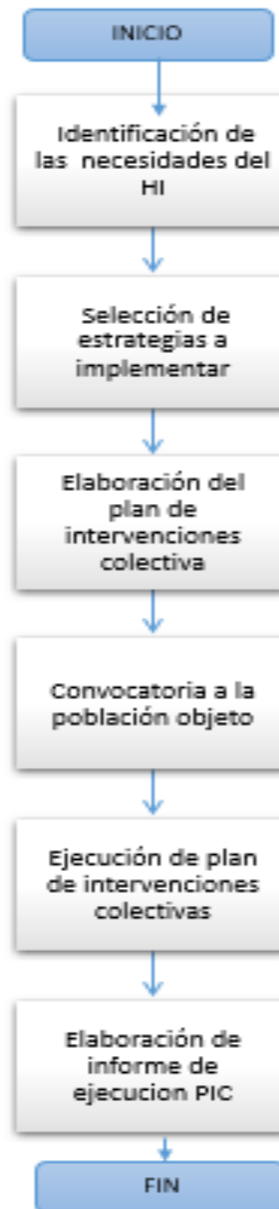 INICIO
Identificación de
las necesidades del
HI
Selección de
estrategias a
implementar
Elaboración del
plan de
intervenciones
colectiva
Convocatoria a la
población objeto
Ejecución de plan
de intervenciones
colectivas
Elaboración de
informe de
ejecucion PIC
FIN